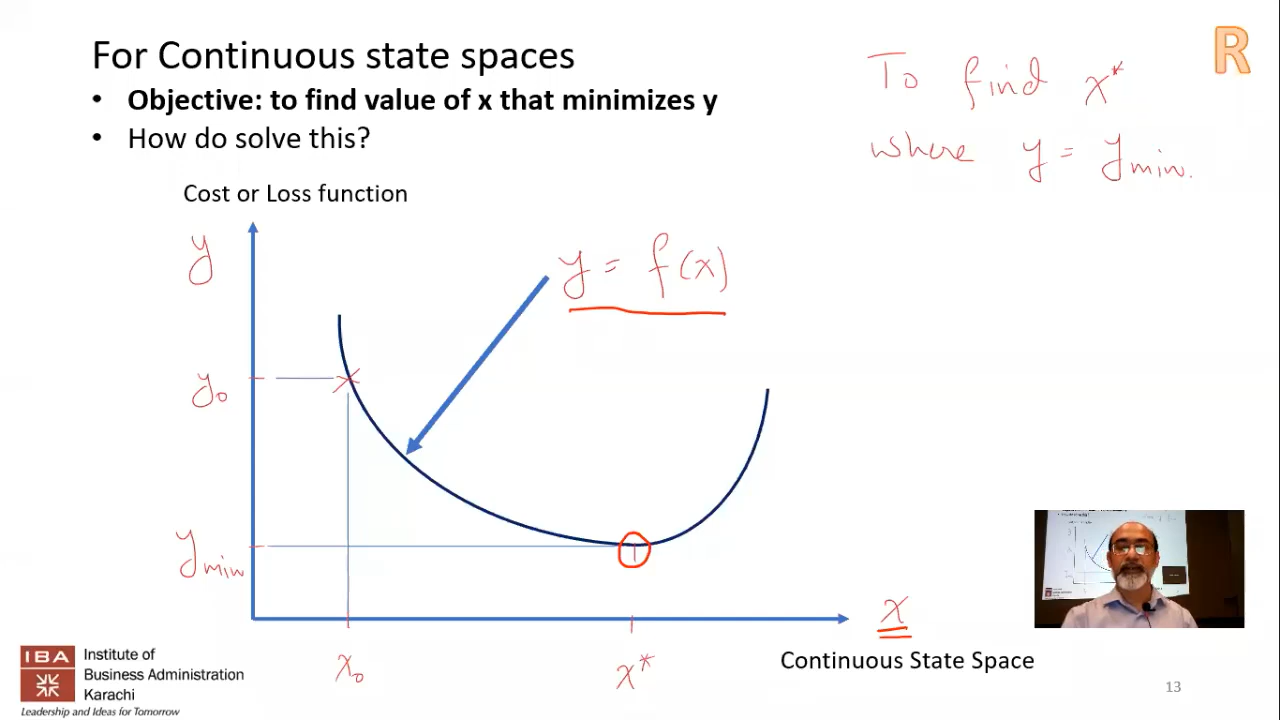 For Continuous state spaces
• Objective: to find value of x that minimizes y
• How do solve this?
To find x*
where y = ymin.
R
Cost or Loss function
y
y = f(x)
y₀
ymin
x
x₀
x*
Continuous State Space
IBA
Institute of
Business Administration
Karachi
Leadership and Ideas for Tomorrow
13